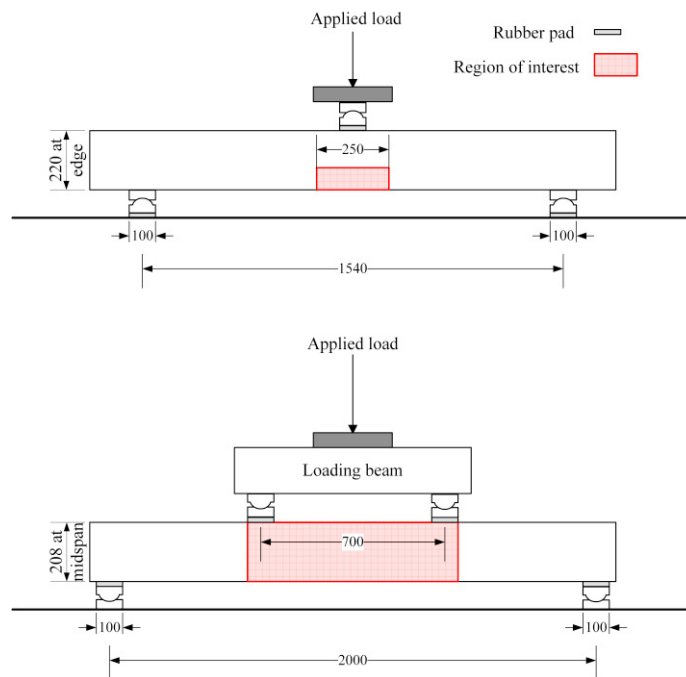 Applied load
Rubber pad
Region of interest
220 at
edge
250
100
100
1540
Applied load
Loading beam
208 at
midspan
700
100
100
2000